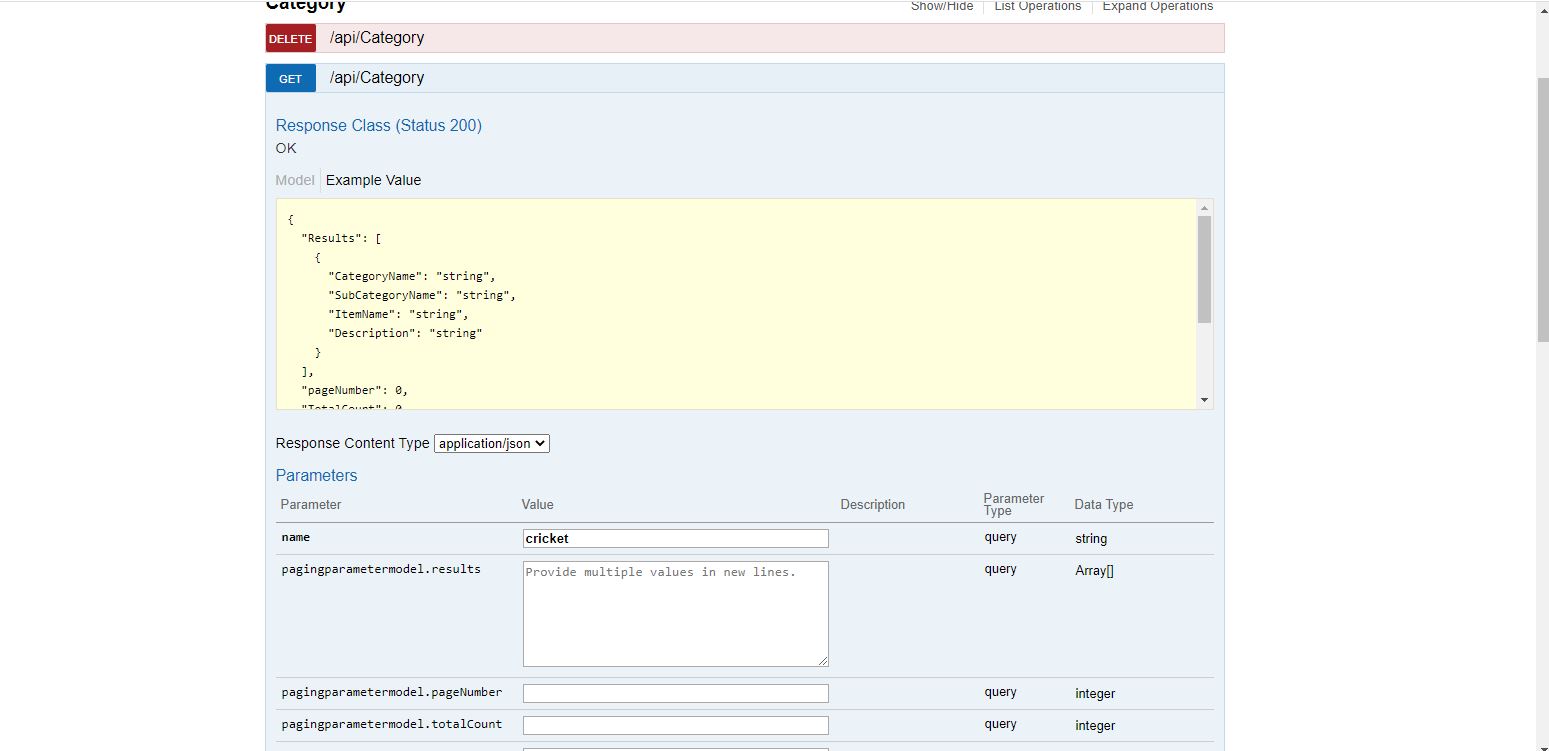 Category
Show/Hide List Operations Expand Operations
DELETE /api/Category
GET /api/Category
Response Class (Status 200)
OK
Model Example Value
{
"Results": [
{
"CategoryName": "string",
"SubCategoryName": "string",
"ItemName": "string",
"Description": "string"
}
],
"pageNumber": 0,
"TotalCount": 0
Response Content Type application/json
Parameters
Parameter Value Description Parameter Type Data Type
name cricket query string
pagingparametermodel.results Provide multiple values in new lines. query Array[]
pagingparametermodel.pageNumber query integer
pagingparametermodel.totalCount query integer